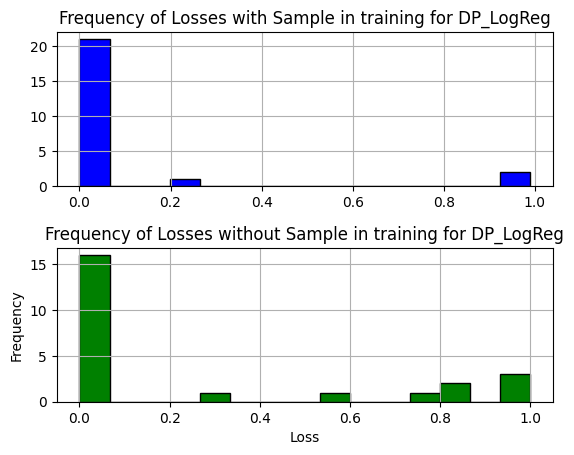 Frequency of Losses with Sample in training for DP_LogReg
20
15
10
5
0
0.0 0.2 0.4 0.6 0.8 1.0
Frequency of Losses without Sample in training for DP_LogReg
Frequency
15
10
5
0
0.0 0.2 0.4 0.6 0.8 1.0
Loss